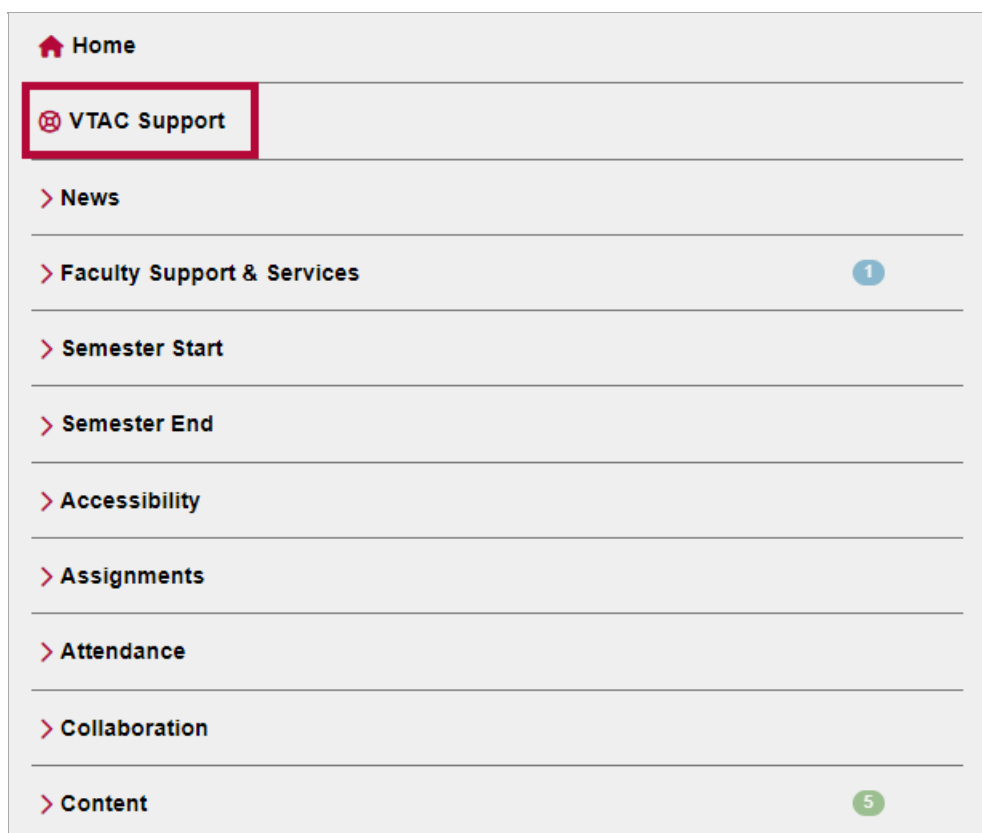 Home
VTAC Support
News
Faculty Support & Services 1
Semester Start
Semester End
Accessibility
Assignments
Attendance
Collaboration
Content 5